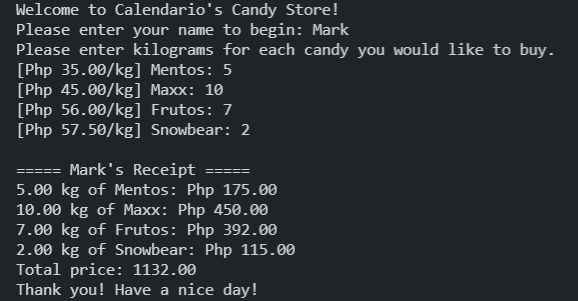 Welcome to Calendario's Candy Store!
Please enter your name to begin: Mark
Please enter kilograms for each candy you would like to buy.
[Php 35.00/kg] Mentos: 5
[Php 45.00/kg] Maxx: 10
[Php 56.00/kg] Frutos: 7
[Php 57.50/kg] Snowbear: 2
===== Mark's Receipt =====
5.00 kg of Mentos: Php 175.00
10.00 kg of Maxx: Php 450.00
7.00 kg of Frutos: Php 392.00
2.00 kg of Snowbear: Php 115.00
Total price: 1132.00
Thank you! Have a nice day!